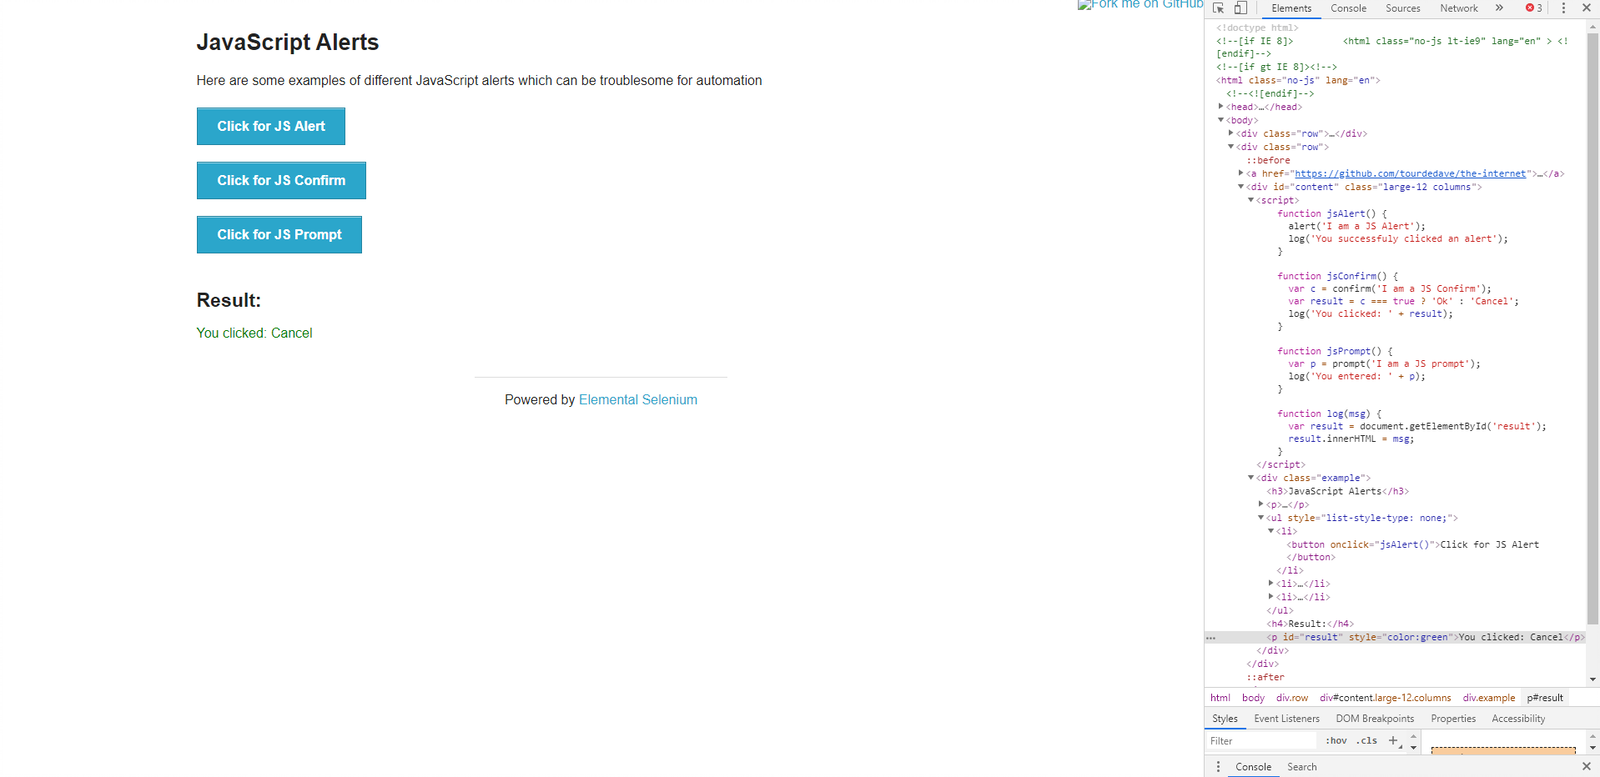 Fork me on GitHub
JavaScript Alerts
Here are some examples of different JavaScript alerts which can be troublesome for automation
Click for JS Alert
Click for JS Confirm
Click for JS Prompt
Result:
You clicked: Cancel
Powered by Elemental Selenium
Elements Console Sources Network » 3
<!doctype html>
<!--[if IE 8]> <html class="no-js lt-ie9" lang="en" > <!
[endif]-->
<!--[if gt IE 8]><!-->
<html class="no-js" lang="en">
<!--<![endif]-->
<head>…</head>
<body>
<div class="row">…</div>
<div class="row">
::before
<a href="https://github.com/tourdedave/the-internet">…</a>
<div id="content" class="large-12 columns">
<script>
function jsAlert() {
alert('I am a JS Alert');
log('You successfuly clicked an alert');
}
function jsConfirm() {
var c = confirm('I am a JS Confirm');
var result = c === true ? 'Ok' : 'Cancel';
log('You clicked: ' + result);
}
function jsPrompt() {
var p = prompt('I am a JS prompt');
log('You entered: ' + p);
}
function log(msg) {
var result = document.getElementById('result');
result.innerHTML = msg;
}
</script>
<div class="example">
<h3>JavaScript Alerts</h3>
<p>…</p>
<ul style="list-style-type: none;">
<li>
<button onclick="jsAlert()">Click for JS Alert
</button>
</li>
<li>…</li>
<li>…</li>
</ul>
<h4>Result:</h4>
… <p id="result" style="color:green">You clicked: Cancel</p>
</div>
</div>
::after
html body div.row div#content.large-12.columns div.example p#result
Styles Event Listeners DOM Breakpoints Properties Accessibility
Filter :hov .cls +
Console Search